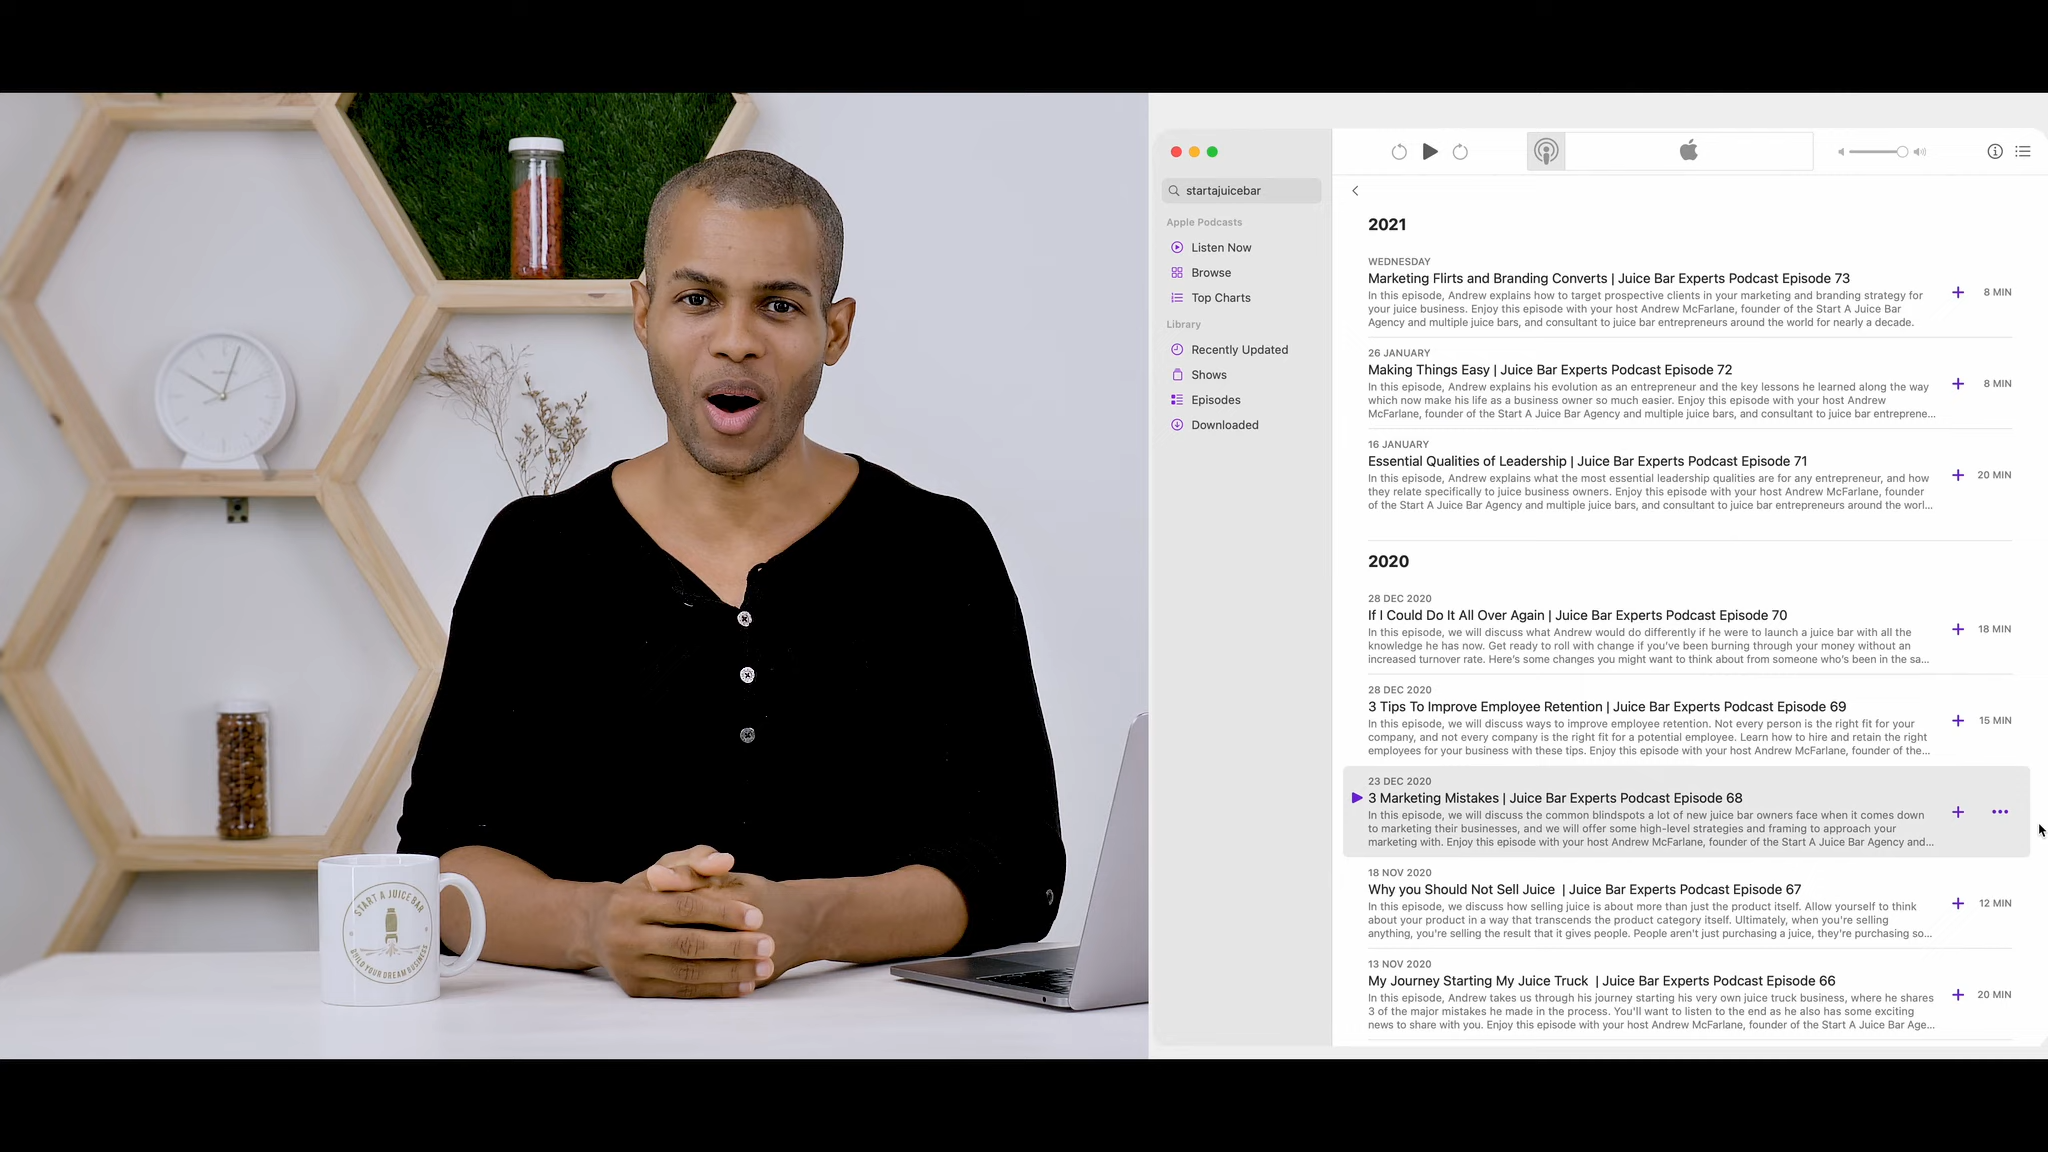 START A JUICE BAR
BUILD YOUR DREAM BUSINESS
startajuicebar
Apple Podcasts
Listen Now
Browse
Top Charts
Library
Recently Updated
Shows
Episodes
Downloaded
2021
WEDNESDAY
Marketing Flirts and Branding Converts | Juice Bar Experts Podcast Episode 73
In this episode, Andrew explains how to target prospective clients in your marketing and branding strategy for
your juice business. Enjoy this episode with your host Andrew McFarlane, founder of the Start A Juice Bar
Agency and multiple juice bars, and consultant to juice bar entrepreneurs around the world for nearly a decade.
8 MIN
26 JANUARY
Making Things Easy | Juice Bar Experts Podcast Episode 72
In this episode, Andrew explains his evolution as an entrepreneur and the key lessons he learned along the way
which now make his life as a business owner so much easier. Enjoy this episode with your host Andrew
McFarlane, founder of the Start A Juice Bar Agency and multiple juice bars, and consultant to juice bar entreprene...
8 MIN
16 JANUARY
Essential Qualities of Leadership | Juice Bar Experts Podcast Episode 71
In this episode, Andrew explains what the most essential leadership qualities are for any entrepreneur, and how
they relate specifically to juice business owners. Enjoy this episode with your host Andrew McFarlane, founder
of the Start A Juice Bar Agency and multiple juice bars, and consultant to juice bar entrepreneurs around the worl...
20 MIN
2020
28 DEC 2020
If I Could Do It All Over Again | Juice Bar Experts Podcast Episode 70
In this episode, we will discuss what Andrew would do differently if he were to launch a juice bar with all the
knowledge he has now. Get ready to roll with change if you've been burning through your money without an
increased turnover rate. Here's some changes you might want to think about from someone who's been in the sa...
18 MIN
28 DEC 2020
3 Tips To Improve Employee Retention | Juice Bar Experts Podcast Episode 69
In this episode, we will discuss ways to improve employee retention. Not every person is the right fit for your
company, and not every company is the right fit for a potential employee. Learn how to hire and retain the right
employees for your business with these tips. Enjoy this episode with your host Andrew McFarlane, founder of the...
15 MIN
23 DEC 2020
3 Marketing Mistakes | Juice Bar Experts Podcast Episode 68
In this episode, we will discuss the common blindspots a lot of new juice bar owners face when it comes down
to marketing their businesses, and we will offer some high-level strategies and framing to approach your
marketing with. Enjoy this episode with your host Andrew McFarlane, founder of the Start A Juice Bar Agency and...
18 NOV 2020
Why you Should Not Sell Juice | Juice Bar Experts Podcast Episode 67
In this episode, we discuss how selling juice is about more than just the product itself. Allow yourself to think
about your product in a way that transcends the product category itself. Ultimately, when you're selling
anything, you're selling the result that it gives people. People aren't just purchasing a juice, they're purchasing so...
12 MIN
13 NOV 2020
My Journey Starting My Juice Truck | Juice Bar Experts Podcast Episode 66
In this episode, Andrew takes us through his journey starting his very own juice truck business, where he shares
3 of the major mistakes he made in the process. You'll want to listen to the end as he also has some exciting
news to share with you. Enjoy this episode with your host Andrew McFarlane, founder of the Start A Juice Bar Age...
20 MIN